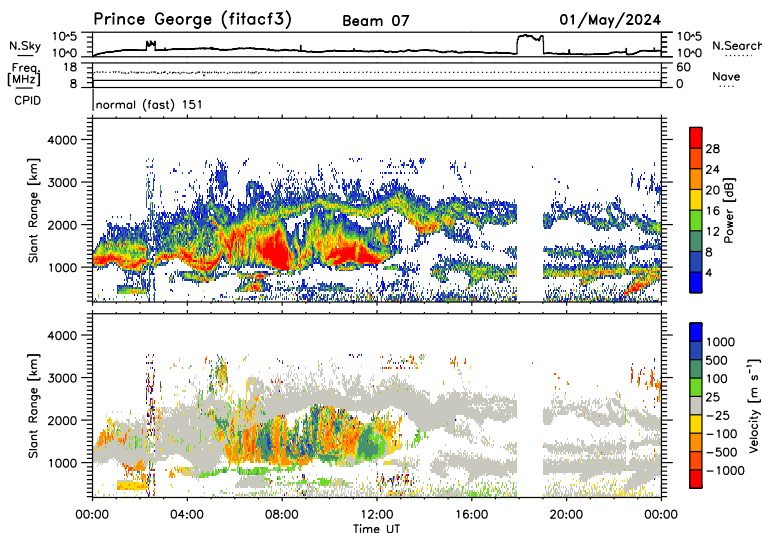 Prince George (fitacf3) Beam 07 01/May/2024
N.Sky 10^5 10^0 10^5 10^0 N.Search
Freq. [MHz] 18 8 60 0 Nave
CPID normal (fast) 151
Slant Range [km] 4000 3000 2000 1000
Power [dB] 28 24 20 16 12 8 4
Slant Range [km] 4000 3000 2000 1000
Velocity [m s⁻¹] 1000 500 100 25 −25 −100 −500 −1000
00:00 04:00 08:00 12:00 16:00 20:00 00:00
Time UT